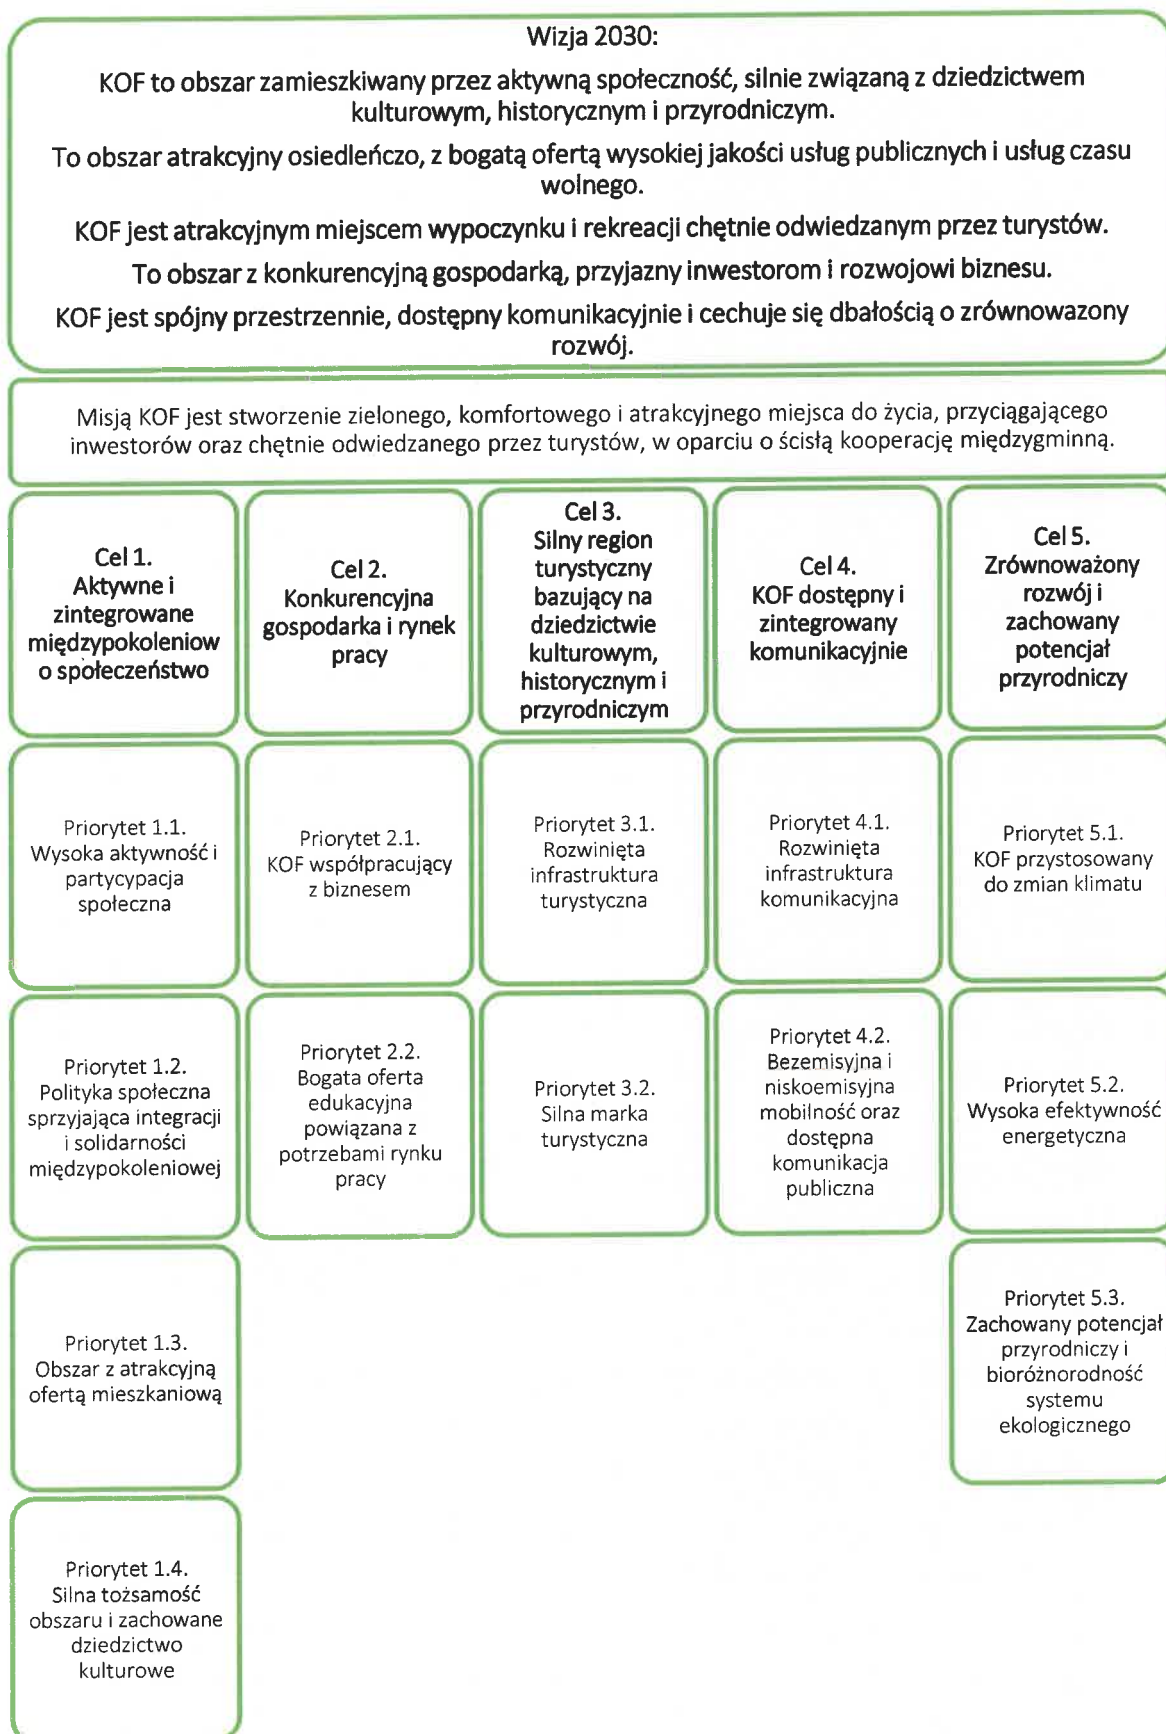 Wizja 2030:
KOF to obszar zamieszkiwany przez aktywną społeczność, silnie związaną z dziedzictwem
kulturowym, historycznym i przyrodniczym.
To obszar atrakcyjny osiedleńczo, z bogatą ofertą wysokiej jakości usług publicznych i usług czasu
wolnego.
KOF jest atrakcyjnym miejscem wypoczynku i rekreacji chętnie odwiedzanym przez turystów.
To obszar z konkurencyjną gospodarką, przyjazny inwestorom i rozwojowi biznesu.
KOF jest spójny przestrzennie, dostępny komunikacyjnie i cechuje się dbałością o zrównowazony
rozwój.
Misją KOF jest stworzenie zielonego, komfortowego i atrakcyjnego miejsca do życia, przyciągającego
inwestorów oraz chętnie odwiedzanego przez turystów, w oparciu o ścisłą kooperację międzygminną.
Cel 1.
Aktywne i
zintegrowane
międzypokoleniow
o społeczeństwo
Cel 2.
Konkurencyjna
gospodarka i rynek
pracy
Cel 3.
Silny region
turystyczny
bazujący na
dziedzictwie
kulturowym,
historycznym i
przyrodniczym
Cel 4.
KOF dostępny i
zintegrowany
komunikacyjnie
Cel 5.
Zrównoważony
rozwój i
zachowany
potencjał
przyrodniczy
Priorytet 1.1.
Wysoka aktywność i
partycypacja
społeczna
Priorytet 2.1.
KOF współpracujący
z biznesem
Priorytet 3.1.
Rozwinięta
infrastruktura
turystyczna
Priorytet 4.1.
Rozwinięta
infrastruktura
komunikacyjna
Priorytet 5.1.
KOF przystosowany
do zmian klimatu
Priorytet 1.2.
Polityka społeczna
sprzyjająca integracji
i solidarności
międzypokoleniowej
Priorytet 2.2.
Bogata oferta
edukacyjna
powiązana z
potrzebami rynku
pracy
Priorytet 3.2.
Silna marka
turystyczna
Priorytet 4.2.
Bezemisyjna i
niskoemisyjna
mobilność oraz
dostępna
komunikacja
publiczna
Priorytet 5.2.
Wysoka efektywność
energetyczna
Priorytet 1.3.
Obszar z atrakcyjną
ofertą mieszkaniową
Priorytet 5.3.
Zachowany potencjał
przyrodniczy i
bioróżnorodność
systemu
ekologicznego
Priorytet 1.4.
Silna tożsamość
obszaru i zachowane
dziedzictwo
kulturowe